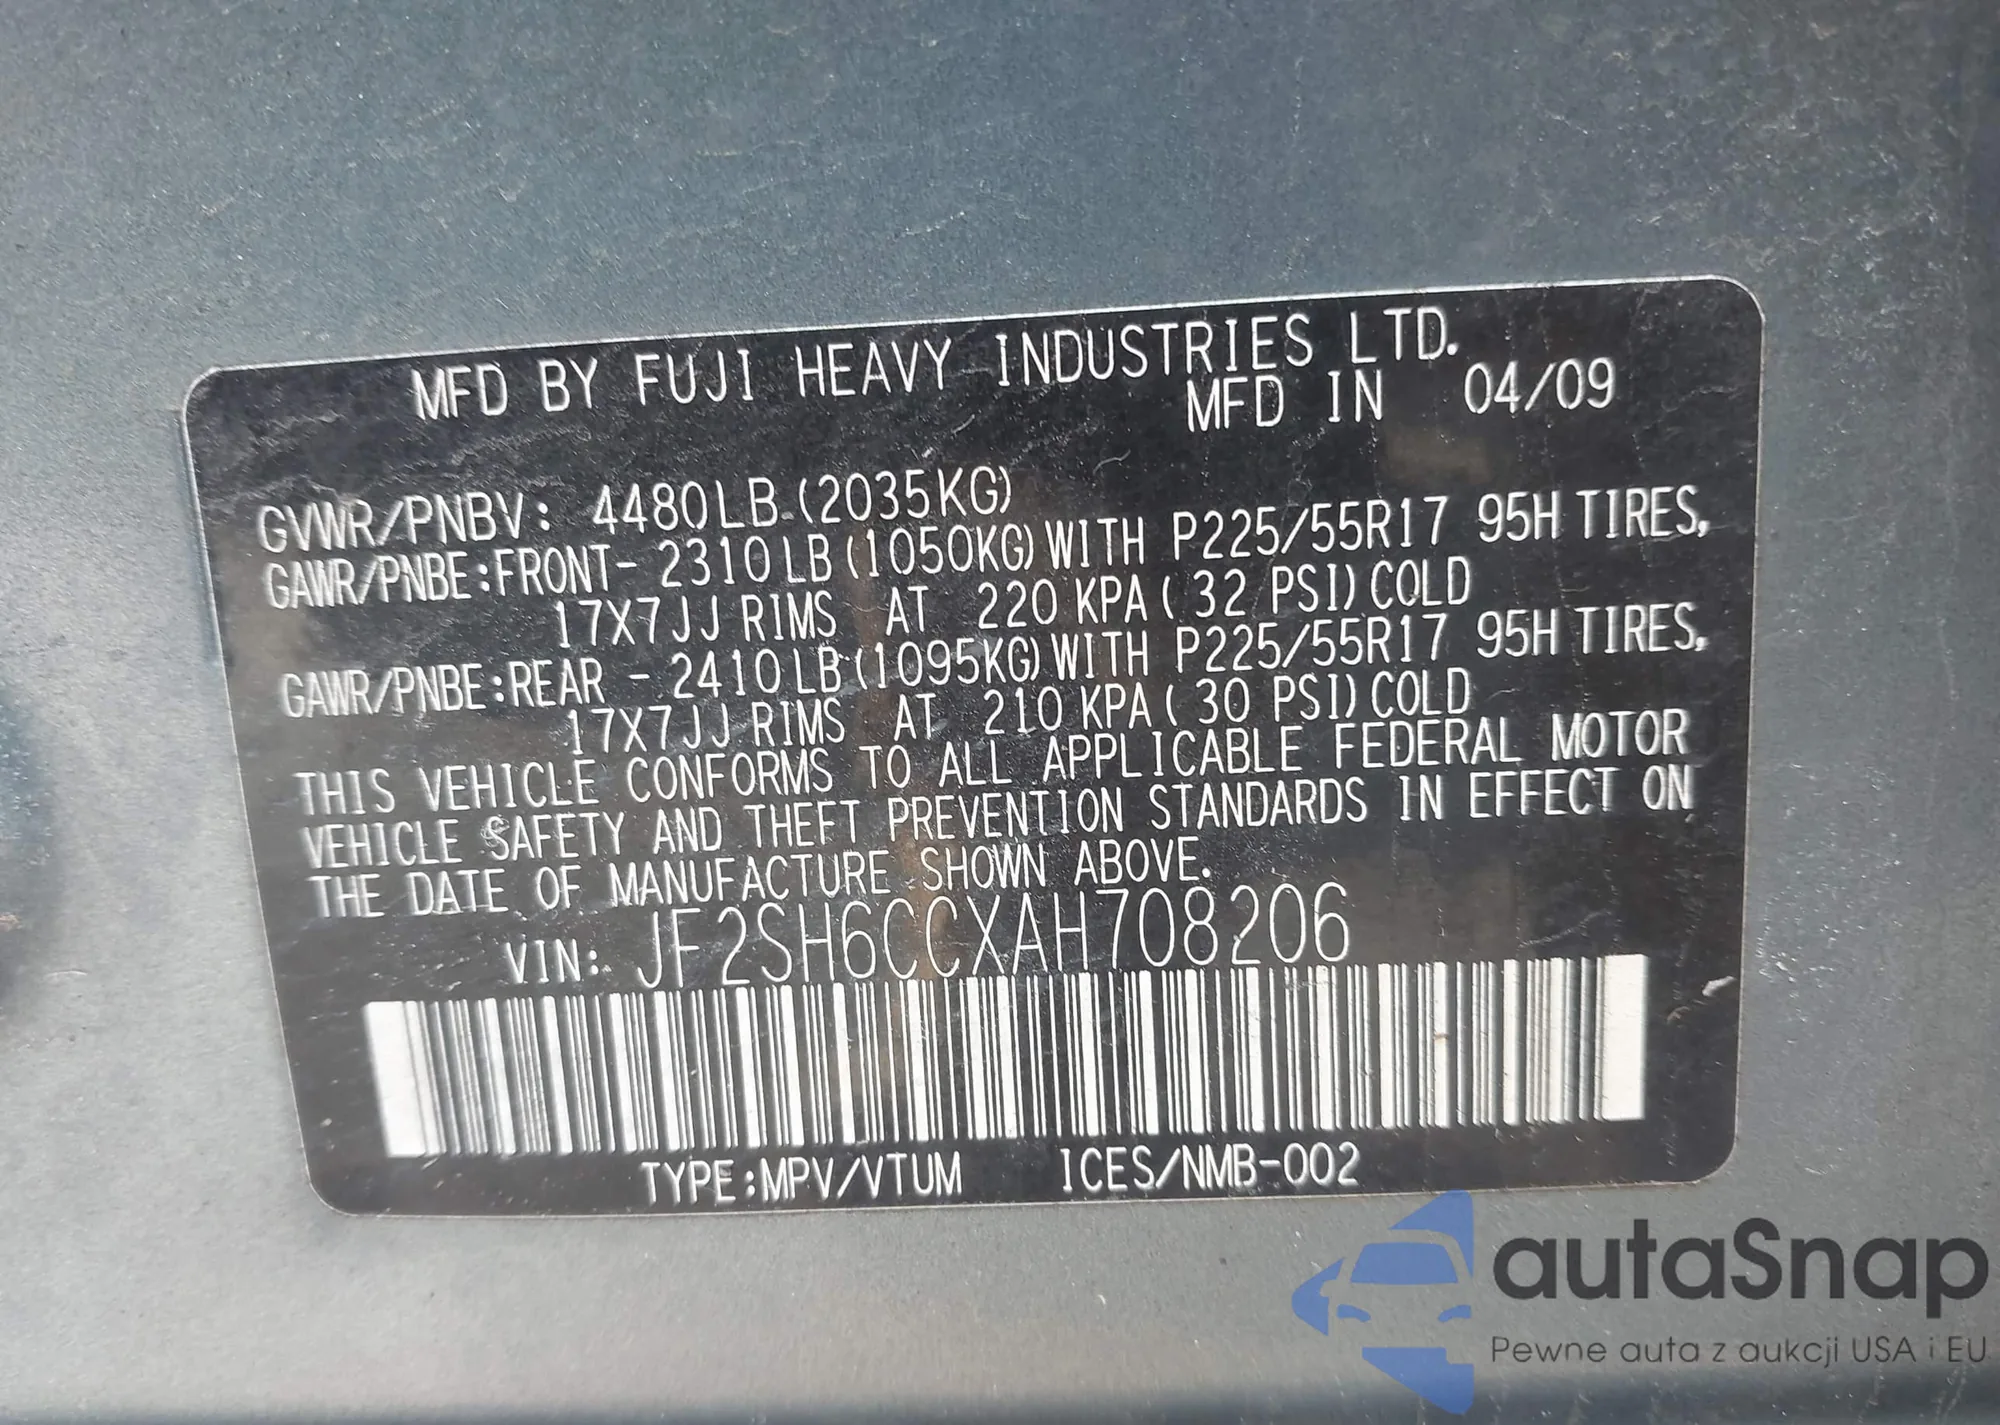 MFD BY FUJI HEAVY INDUSTRIES LTD.
MFD IN 04/09
GVWR/PNBV: 4480LB (2035KG)
GAWR/PNBE:FRONT- 2310LB(1050KG)WITH P225/55R17 95H TIRES,
17X7JJ RIMS AT 220 KPA( 32 PSI)COLD
GAWR/PNBE:REAR - 2410LB(1095KG)WITH P225/55R17 95H TIRES,
17X7JJ RIMS AT 210 KPA( 30 PSI)COLD
THIS VEHICLE CONFORMS TO ALL APPLICABLE FEDERAL MOTOR
VEHICLE SAFETY AND THEFT PREVENTION STANDARDS IN EFFECT ON
THE DATE OF MANUFACTURE SHOWN ABOVE.
VIN: JF2SH6CCXAH708206
TYPE:MPV/VTUM ICES/NMB-002
autaSnap
Pewne auta z aukcji USA i EU